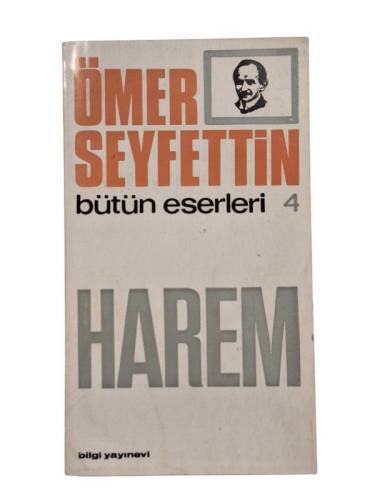 ÖMER
SEYFETTİN
bütün eserleri 4
HAREM
bilgi yayınevi